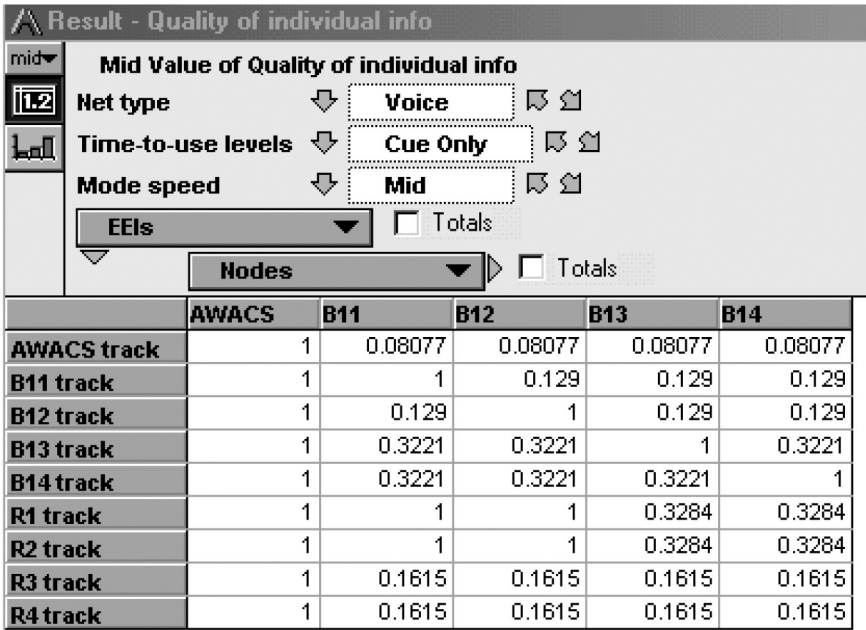 Result - Quality of individual info
mid
Mid Value of Quality of individual info
1.2
Net type Voice
Time-to-use levels Cue Only
Mode speed Mid
EEIs Totals
Nodes Totals
AWACS B11 B12 B13 B14
AWACS track 1 0.08077 0.08077 0.08077 0.08077
B11 track 1 1 0.129 0.129 0.129
B12 track 1 0.129 1 0.129 0.129
B13 track 1 0.3221 0.3221 1 0.3221
B14 track 1 0.3221 0.3221 0.3221 1
R1 track 1 1 1 0.3284 0.3284
R2 track 1 1 1 0.3284 0.3284
R3 track 1 0.1615 0.1615 0.1615 0.1615
R4 track 1 0.1615 0.1615 0.1615 0.1615